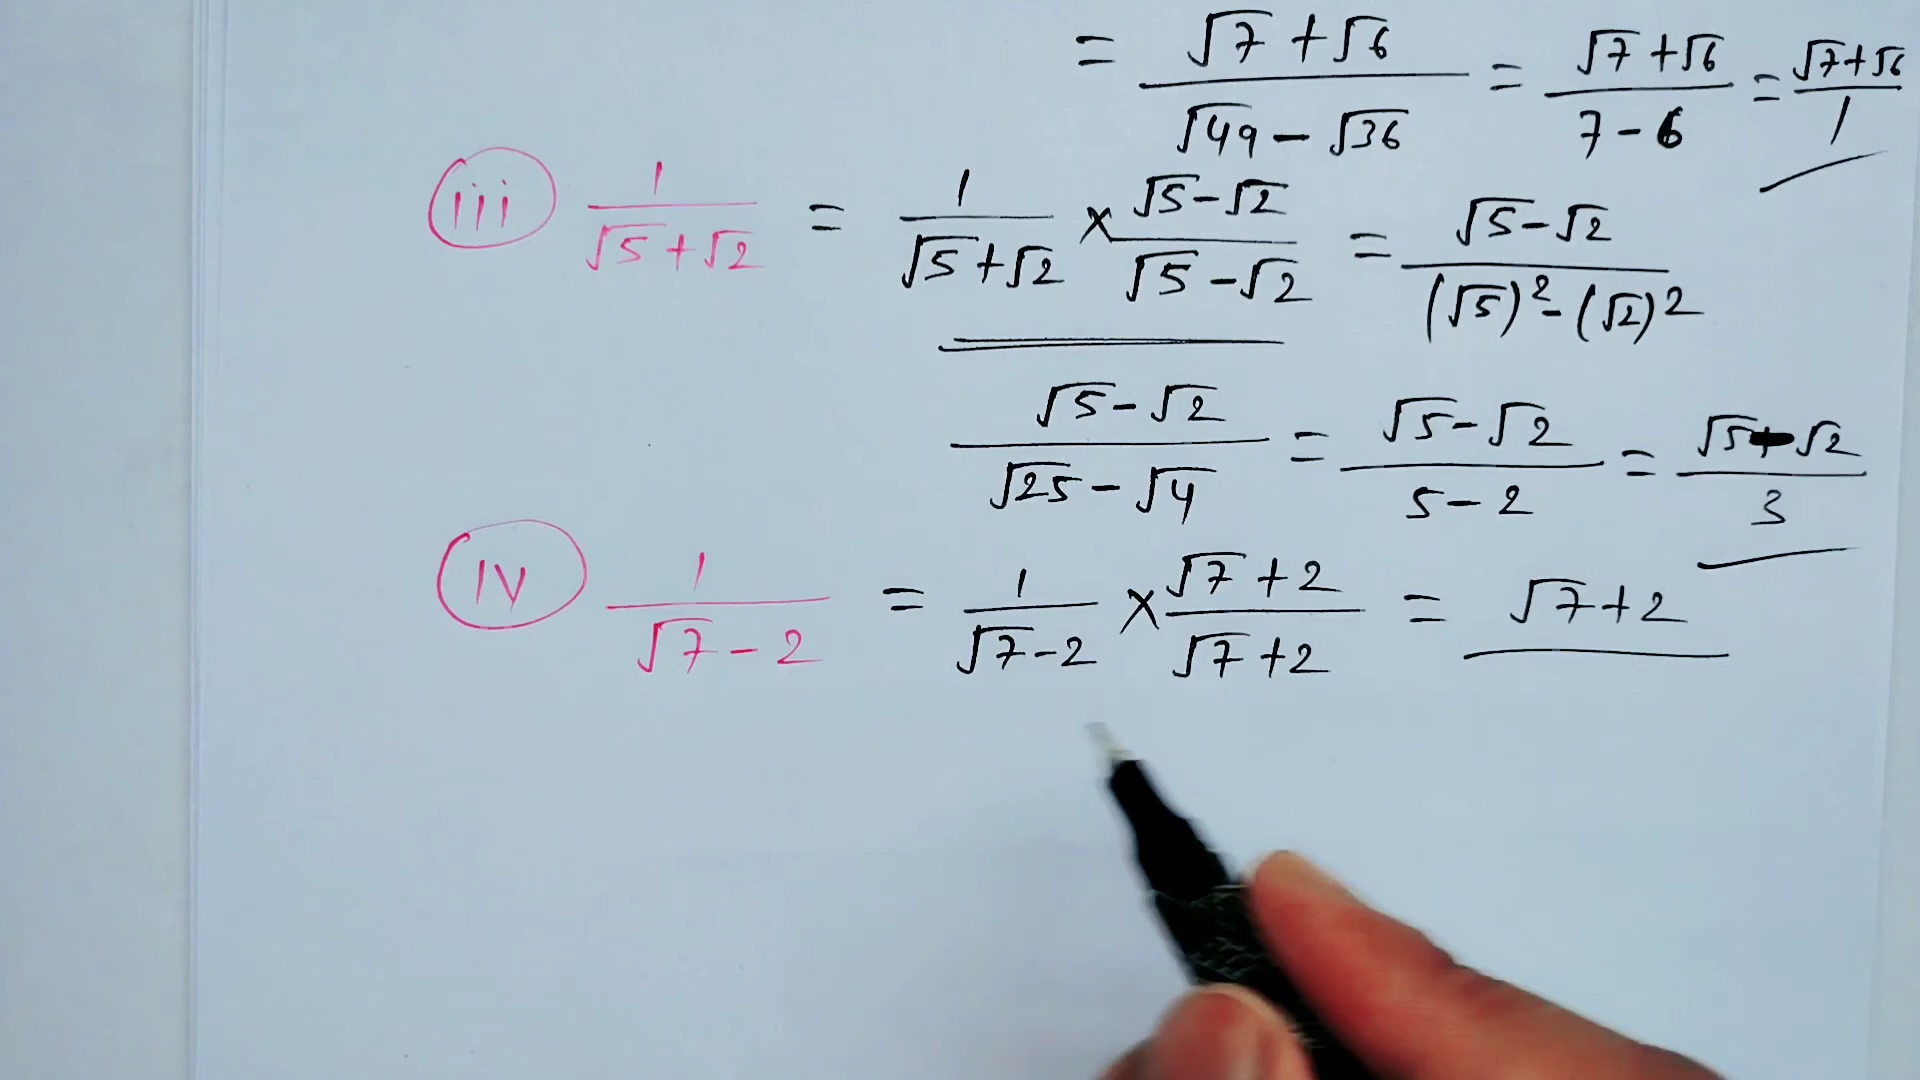 = (√7 + √6)/(√49 - √36) = (√7 + √6)/(7 - 6) = (√7 + √6)/1
iii 1/(√5 + √2) = 1/(√5 + √2) × (√5 - √2)/(√5 - √2) = (√5 - √2)/((√5)² - (√2)²)
(√5 - √2)/(√25 - √4) = (√5 - √2)/(5 - 2) = (√5 - √2)/3
iv 1/(√7 - 2) = 1/(√7 - 2) × (√7 + 2)/(√7 + 2) = √7 + 2